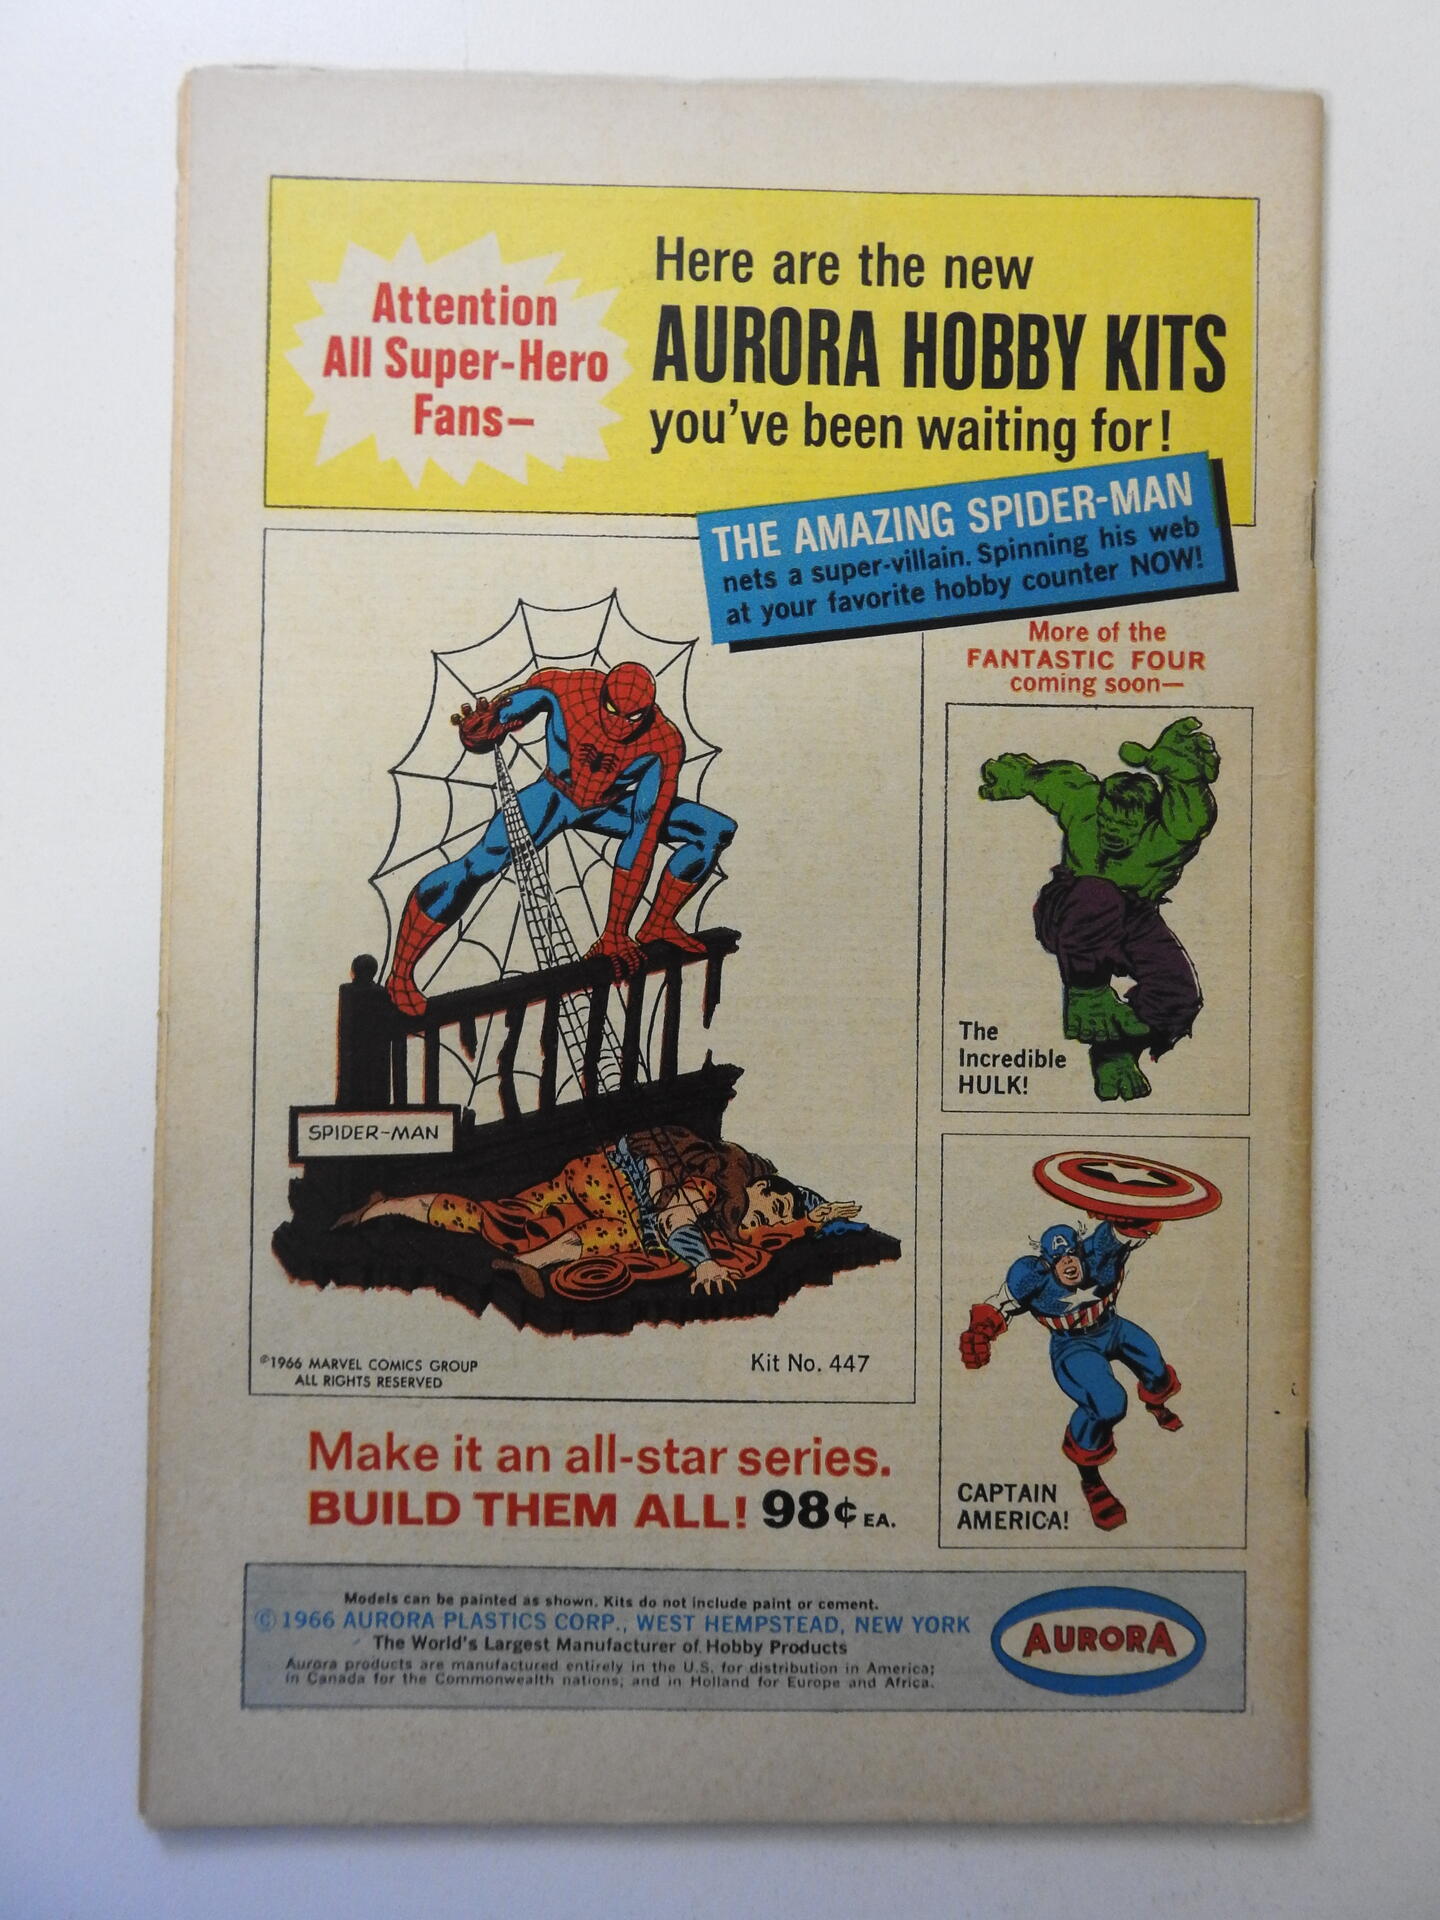 Attention
All Super-Hero
Fans—
Here are the new
AURORA HOBBY KITS
you've been waiting for!
THE AMAZING SPIDER-MAN
nets a super-villain. Spinning his web
at your favorite hobby counter NOW!
More of the
FANTASTIC FOUR
coming soon—
The
Incredible
HULK!
SPIDER-MAN
A
©1966 MARVEL COMICS GROUP
ALL RIGHTS RESERVED
Kit No. 447
CAPTAIN
AMERICA!
Make it an all-star series.
BUILD THEM ALL! 98¢ EA.
Models can be painted as shown. Kits do not include paint or cement.
© 1966 AURORA PLASTICS CORP., WEST HEMPSTEAD, NEW YORK
The World's Largest Manufacturer of Hobby Products
Aurora products are manufactured entirely in the U.S. for distribution in America;
in Canada for the Commonwealth nations; and in Holland for Europe and Africa.
AURORA